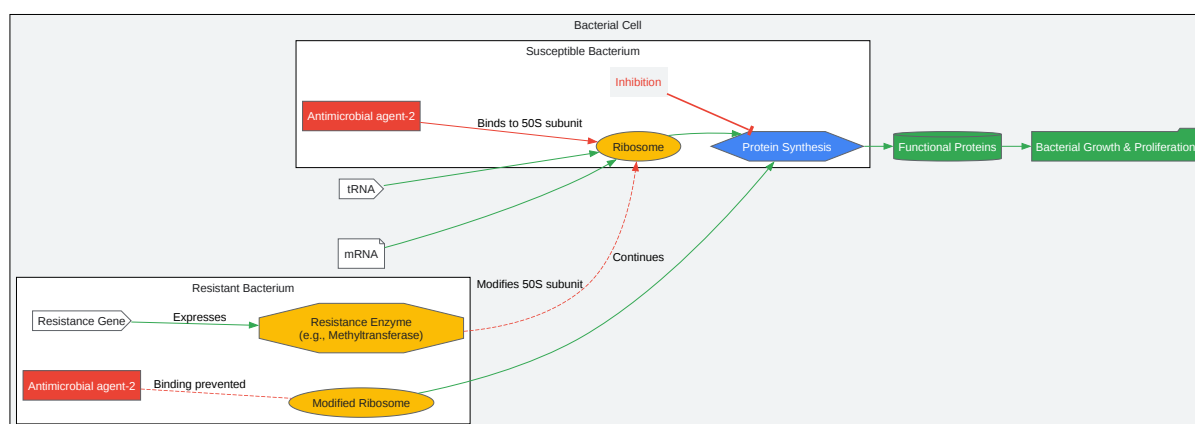 Bacterial Cell
Susceptible Bacterium
Inhibition
Antimicrobial agent-2
Binds to 50S subunit
Ribosome
Protein Synthesis
Functional Proteins
Bacterial Growth & Proliferation
tRNA
mRNA
Continues
Modifies 50S subunit
Resistant Bacterium
Resistance Gene
Expresses
Resistance Enzyme
(e.g., Methyltransferase)
Antimicrobial agent-2
Binding prevented
Modified Ribosome